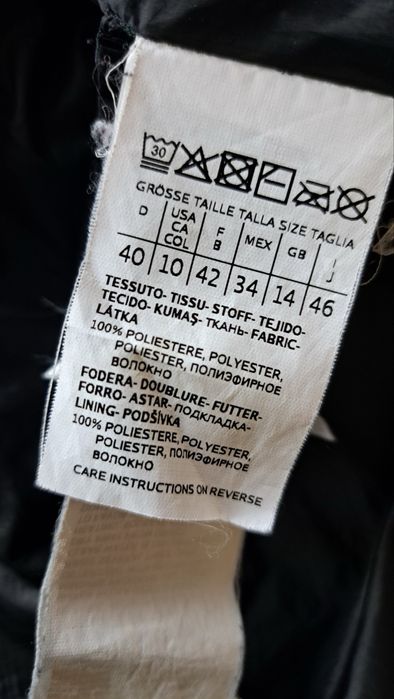 30
GRÖSSE TAILLE TALLA SIZE TAGLIA
D USA CA COL F B MEX GB I J
40 10 42 34 14 46
TESSUTO- TISSU- STOFF- TEJIDO-
TECIDO- KUMAŞ- ТКАНЬ- FABRIC-
LÁTKA
100% POLIESTERE, POLYESTER,
POLIESTER, ПОЛИЭФИРНОЕ
ВОЛОКНО
FODERA- DOUBLURE- FUTTER-
FORRO- ASTAR- ПОДКЛАДКА-
LINING- PODŠÍVKA
100% POLIESTERE, POLYESTER,
POLIESTER, ПОЛИЭФИРНОЕ
ВОЛОКНО
CARE INSTRUCTIONS ON REVERSE